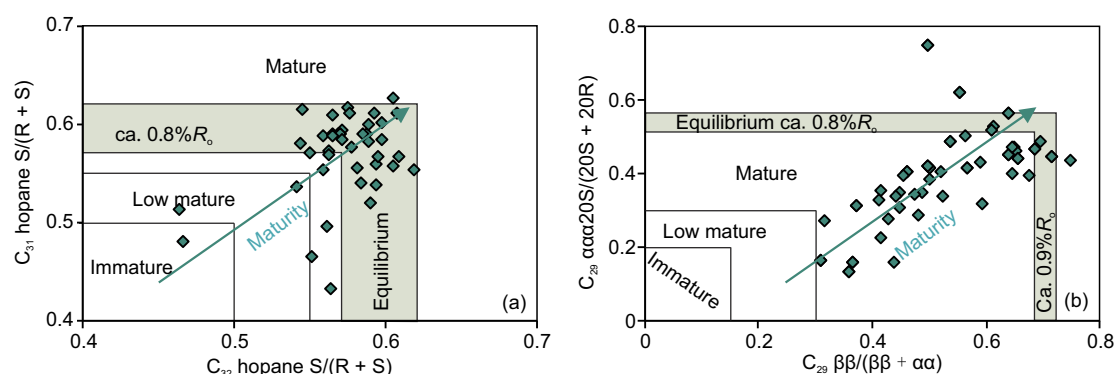 0.7
0.6
0.5
0.4
C₃₁ hopane S/(R + S)
Mature
ca. 0.8%Rₒ
Low mature
Immature
Maturity
Equilibrium
(a)
0.4
0.5
0.6
0.7
C₃₂ hopane S/(R + S)
0.8
0.6
0.4
0.2
0
C₂₉ ααα20S/(20S + 20R)
Equilibrium ca. 0.8%Rₒ
Mature
Low mature
Immature
Maturity
Ca. 0.9%Rₒ
(b)
0
0.2
0.4
0.6
0.8
C₂₉ ββ/(ββ + αα)